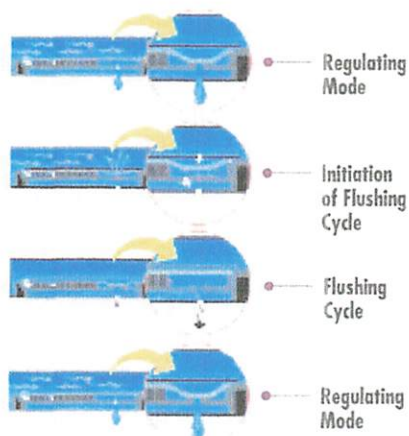 Regulating
Mode
Initiation
of Flushing
Cycle
Flushing
Cycle
Regulating
Mode